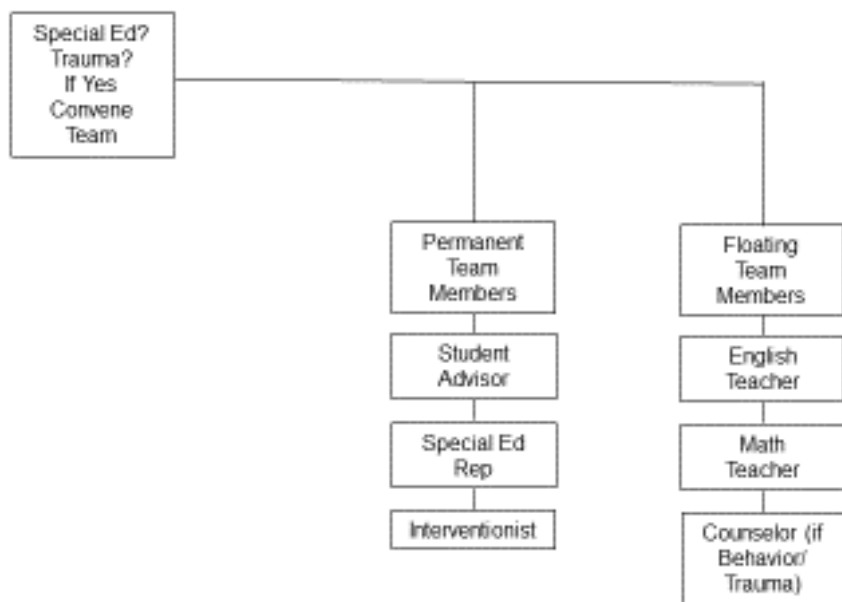 Special Ed?
Trauma?
If Yes
Convene
Team
Permanent
Team
Members
Student
Advisor
Special Ed
Rep
Interventionist
Floating
Team
Members
English
Teacher
Math
Teacher
Counselor (if
Behavior/
Trauma)